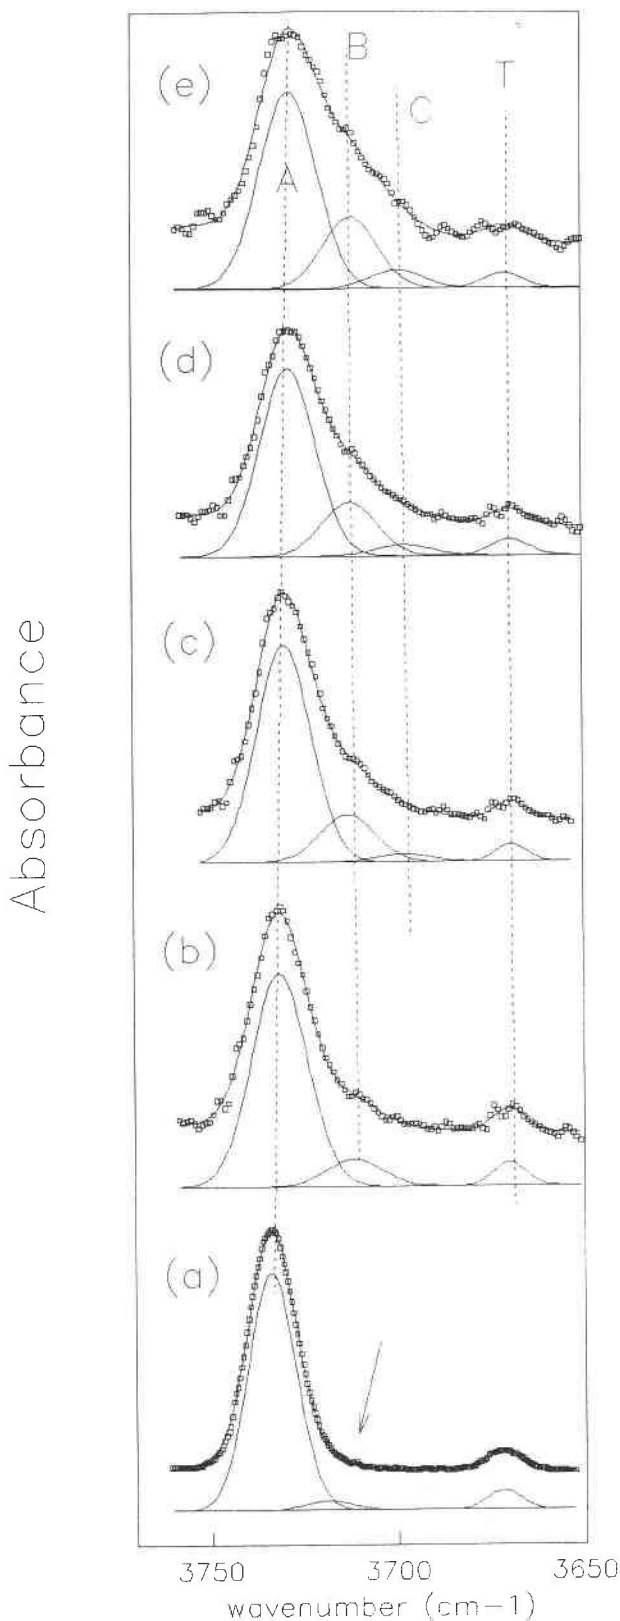 (e)
B
T
C
A
(d)
(c)
Absorbance
(b)
(a)
3750
3700
3650
wavenumber (cm-1)